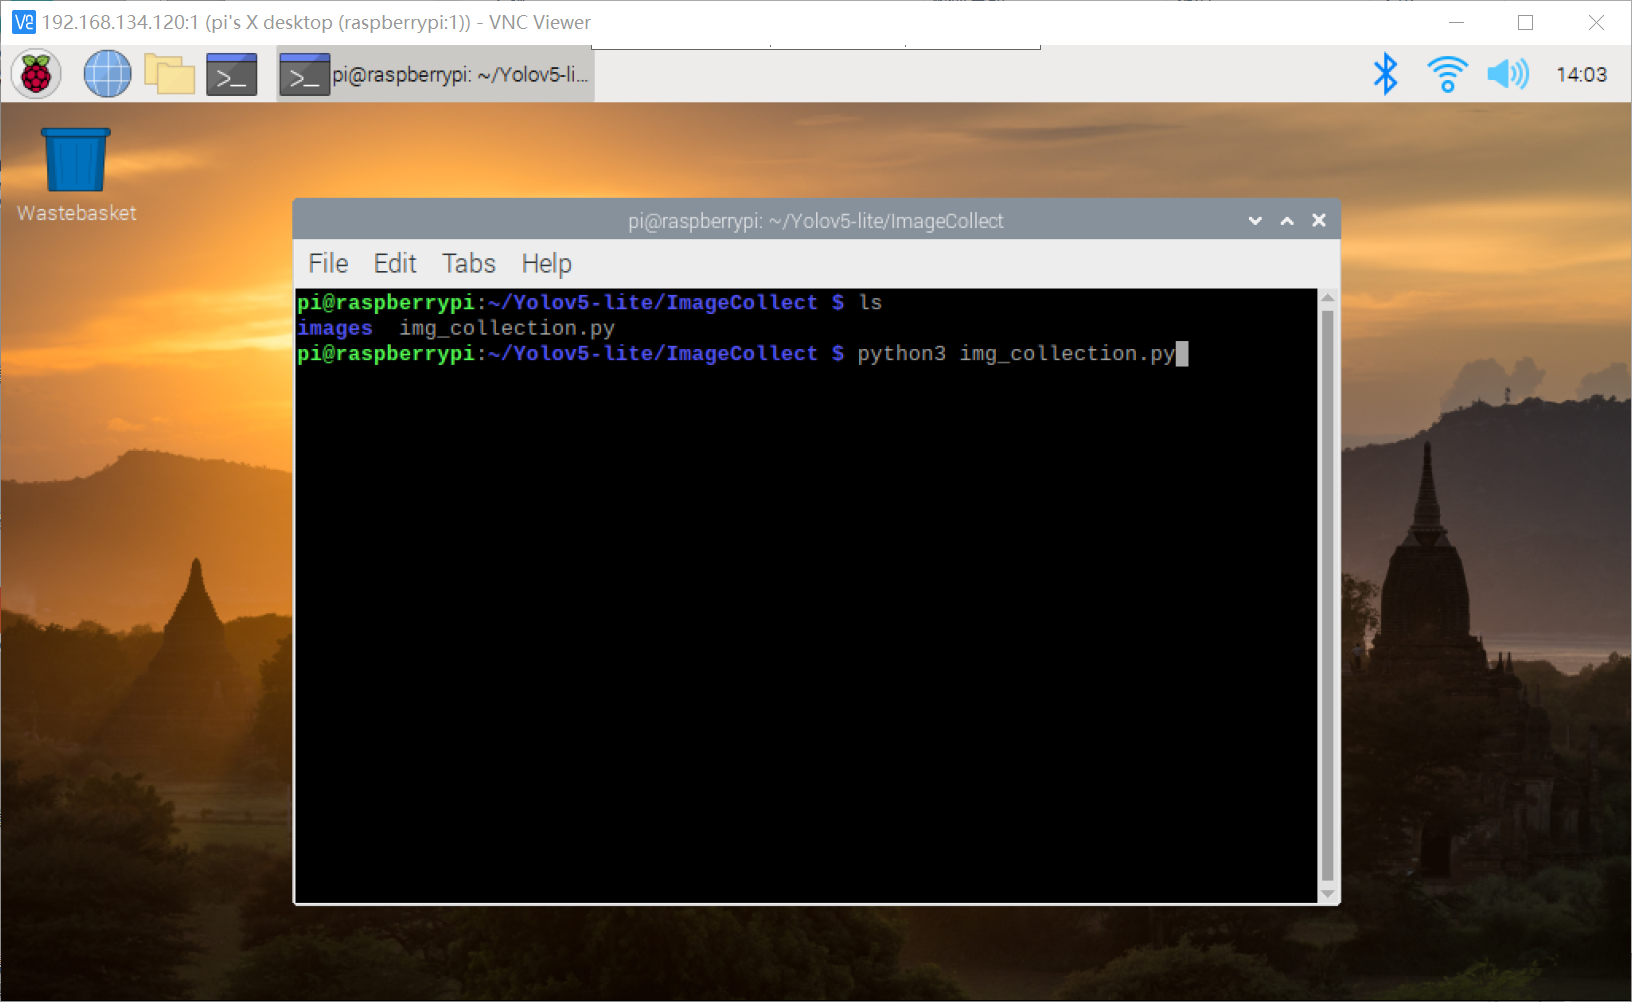 192.168.134.120:1 (pi's X desktop (raspberrypi:1)) - VNC Viewer
pi@raspberrypi: ~/Yolov5-li...
14:03
Wastebasket
pi@raspberrypi: ~/Yolov5-lite/ImageCollect
File Edit Tabs Help
pi@raspberrypi:~/Yolov5-lite/ImageCollect $ ls
images  img_collection.py
pi@raspberrypi:~/Yolov5-lite/ImageCollect $ python3 img_collection.py